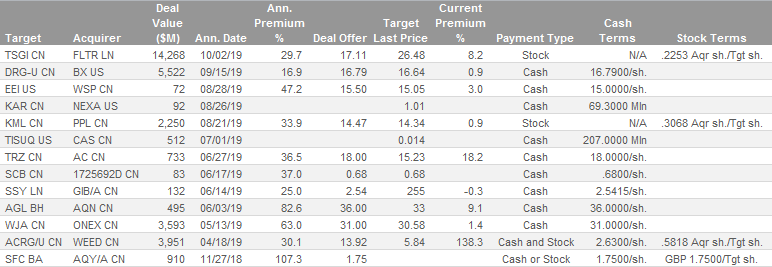 Deal Ann. Target Current Cash
Target Acquirer Value ($M) Ann. Date Premium % Deal Offer Last Price Premium % Payment Type Terms Stock Terms
TSGI CN FLTR LN 14,268 10/02/19 29.7 17.11 26.48 8.2 Stock N/A .2253 Aqr sh./Tgt sh.
DRG-U CN BX US 5,522 09/15/19 16.9 16.79 16.64 0.9 Cash 16.7900/sh.
EEI US WSP CN 72 08/28/19 47.2 15.50 15.05 3.0 Cash 15.0000/sh.
KAR CN NEXA US 92 08/26/19 1.01 Cash 69.3000 Mln
KML CN PPL CN 2,250 08/21/19 33.9 14.47 14.34 0.9 Stock N/A .3068 Aqr sh./Tgt sh.
TISUQ US CAS CN 512 07/01/19 0.014 Cash 207.0000 Mln
TRZ CN AC CN 733 06/27/19 36.5 18.00 15.23 18.2 Cash 18.0000/sh.
SCB CN 1725692D CN 83 06/17/19 37.0 0.68 0.68 Cash .6800/sh.
SSY LN GIB/A CN 132 06/14/19 25.0 2.54 255 -0.3 Cash 2.5415/sh.
AGL BH AQN CN 495 06/03/19 82.6 36.00 33 9.1 Cash 36.0000/sh.
WJA CN ONEX CN 3,593 05/13/19 63.0 31.00 30.58 1.4 Cash 31.0000/sh.
ACRG/U CN WEED CN 3,951 04/18/19 30.1 13.92 5.84 138.3 Cash and Stock 2.6300/sh. .5818 Aqr sh./Tgt sh.
SFC BA AQY/A CN 910 11/27/18 107.3 1.75 Cash or Stock 1.7500/sh. GBP 1.7500/Tgt sh.